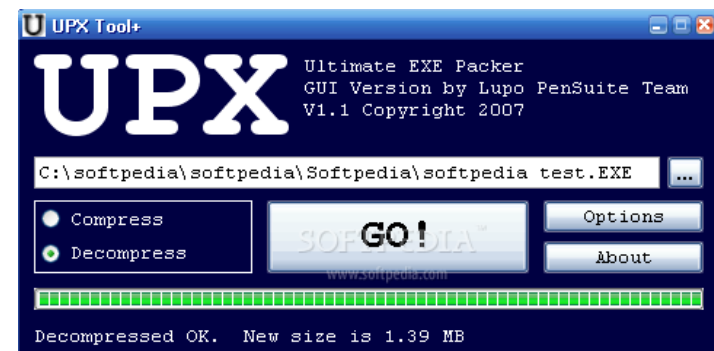 U UPX Tool+
UPX
Ultimate EXE Packer
GUI Version by Lupo PenSuite Team
V1.1 Copyright 2007
C:\softpedia\softpedia\Softpedia\softpedia test.EXE ...
Compress
Decompress
GO!
SOFTPEDIA™
www.softpedia.com
Options
About
Decompressed OK. New size is 1.39 MB